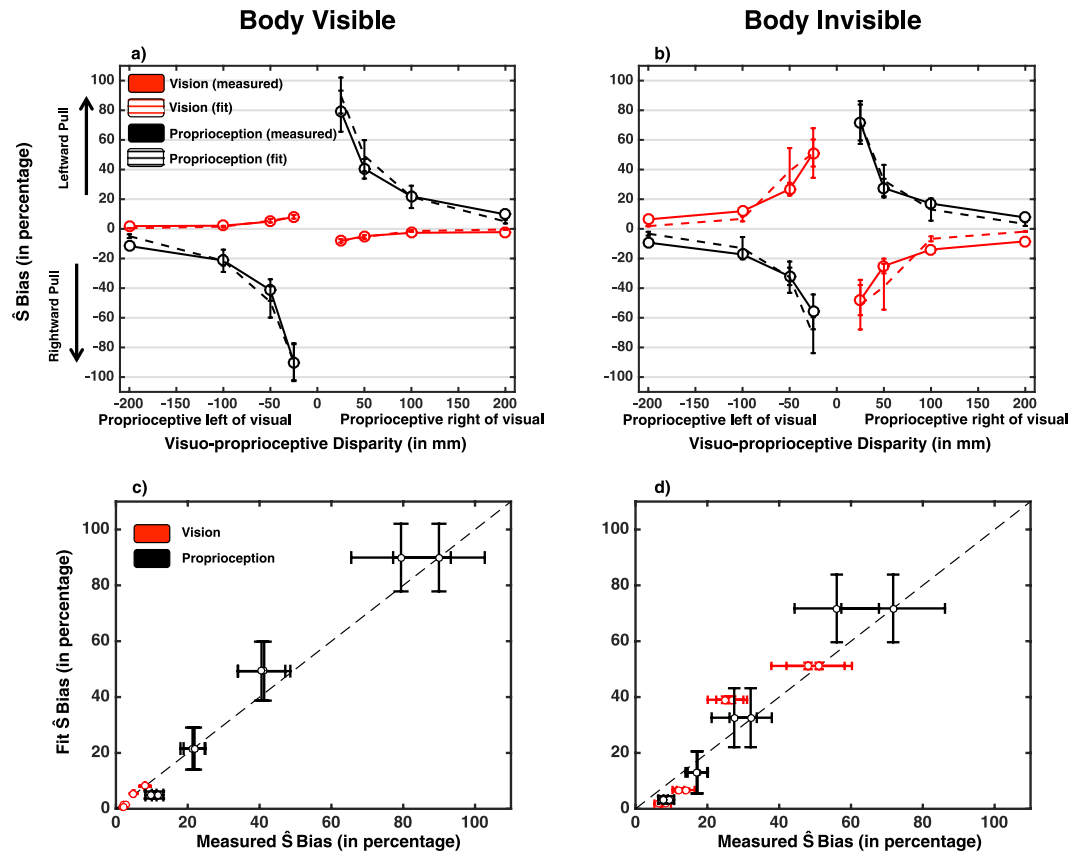 Body Visible
Body Invisible
a)
b)
Vision (measured)
Vision (fit)
Proprioception (measured)
Proprioception (fit)
Leftward Pull
Rightward Pull
Ŝ Bias (in percentage)
100
80
60
40
20
0
-20
-40
-60
-80
-100
100
80
60
40
20
0
-20
-40
-60
-80
-100
-200 -100 -50 0 50 100 200
Proprioceptive left of visual Proprioceptive right of visual
Visuo-proprioceptive Disparity (in mm)
-200 -100 -50 0 50 100 200
Proprioceptive left of visual Proprioceptive right of visual
Visuo-proprioceptive Disparity (in mm)
c)
d)
Vision
Proprioception
Fit Ŝ Bias (in percentage)
100
80
60
40
20
0
100
80
60
40
20
0
0 20 40 60 80 100
Measured Ŝ Bias (in percentage)
0 20 40 60 80 100
Measured Ŝ Bias (in percentage)